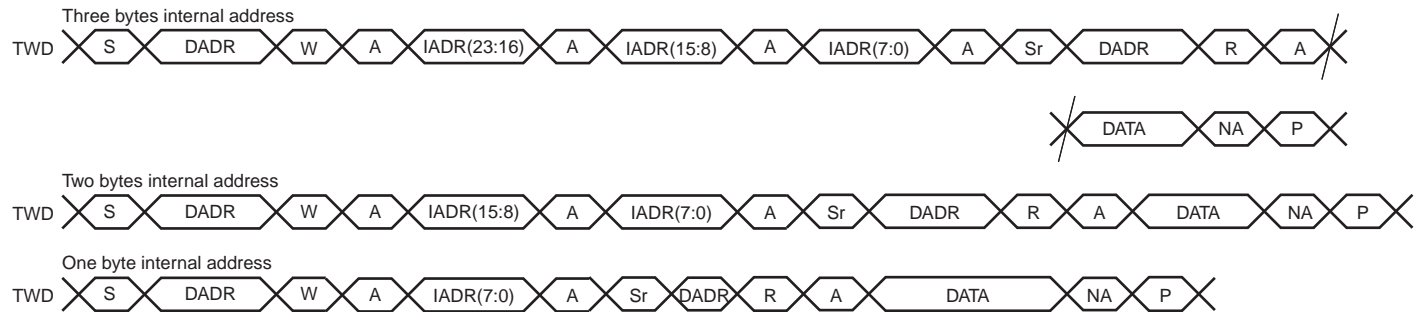 Three bytes internal address
TWD S DADR W A IADR(23:16) A IADR(15:8) A IADR(7:0) A Sr DADR R A
DATA NA P
Two bytes internal address
TWD S DADR W A IADR(15:8) A IADR(7:0) A Sr DADR R A DATA NA P
One byte internal address
TWD S DADR W A IADR(7:0) A Sr DADR R A DATA NA P